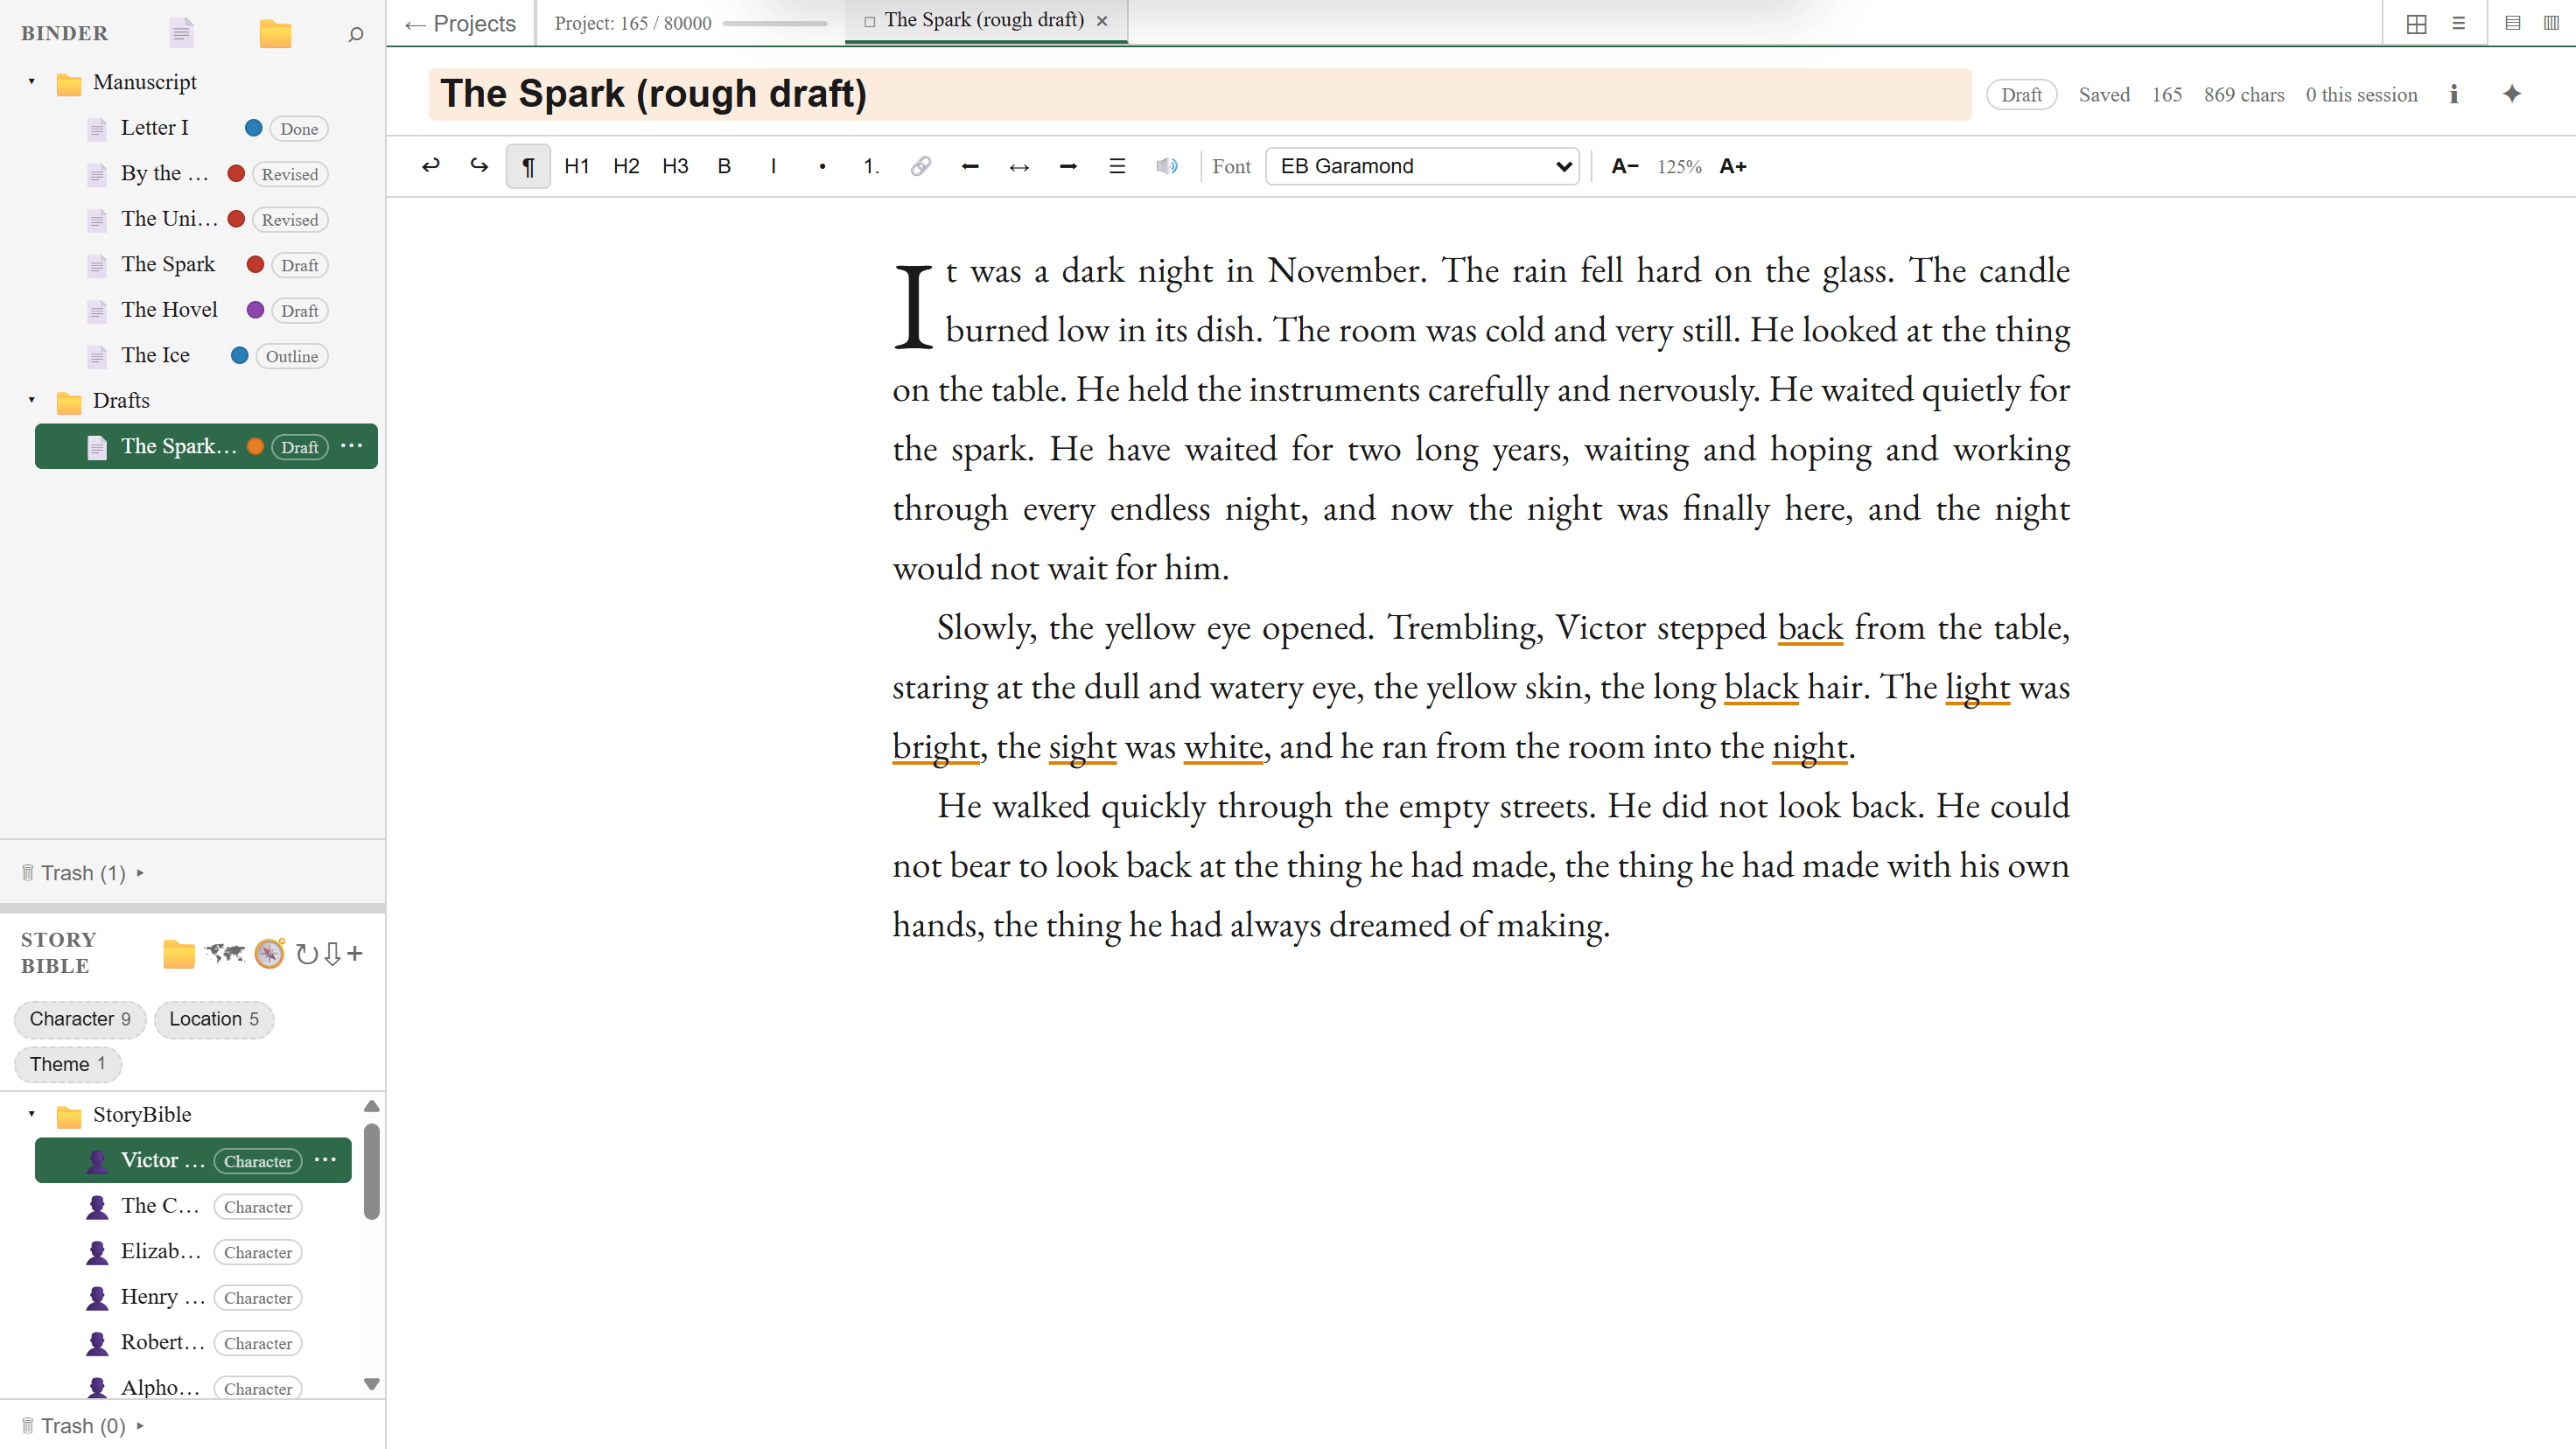 BINDER
Manuscript
Letter I Done
By the ... Revised
The Uni... Revised
The Spark Draft
The Hovel Draft
The Ice Outline
Drafts
The Spark... Draft ...
Trash (1)
STORY BIBLE
Character 9 Location 5
Theme 1
StoryBible
Victor ... Character ...
The C... Character
Elizab... Character
Henry ... Character
Robert... Character
Alpho... Character
Trash (0)
← Projects Project: 165 / 80000 The Spark (rough draft) ×
The Spark (rough draft) Draft Saved 165 869 chars 0 this session i
¶ H1 H2 H3 B I • 1. Font EB Garamond A− 125% A+
It was a dark night in November. The rain fell hard on the glass. The candle
burned low in its dish. The room was cold and very still. He looked at the thing
on the table. He held the instruments carefully and nervously. He waited quietly for
the spark. He have waited for two long years, waiting and hoping and working
through every endless night, and now the night was finally here, and the night
would not wait for him.
Slowly, the yellow eye opened. Trembling, Victor stepped back from the table,
staring at the dull and watery eye, the yellow skin, the long black hair. The light was
bright, the sight was white, and he ran from the room into the night.
He walked quickly through the empty streets. He did not look back. He could
not bear to look back at the thing he had made, the thing he had made with his own
hands, the thing he had always dreamed of making.